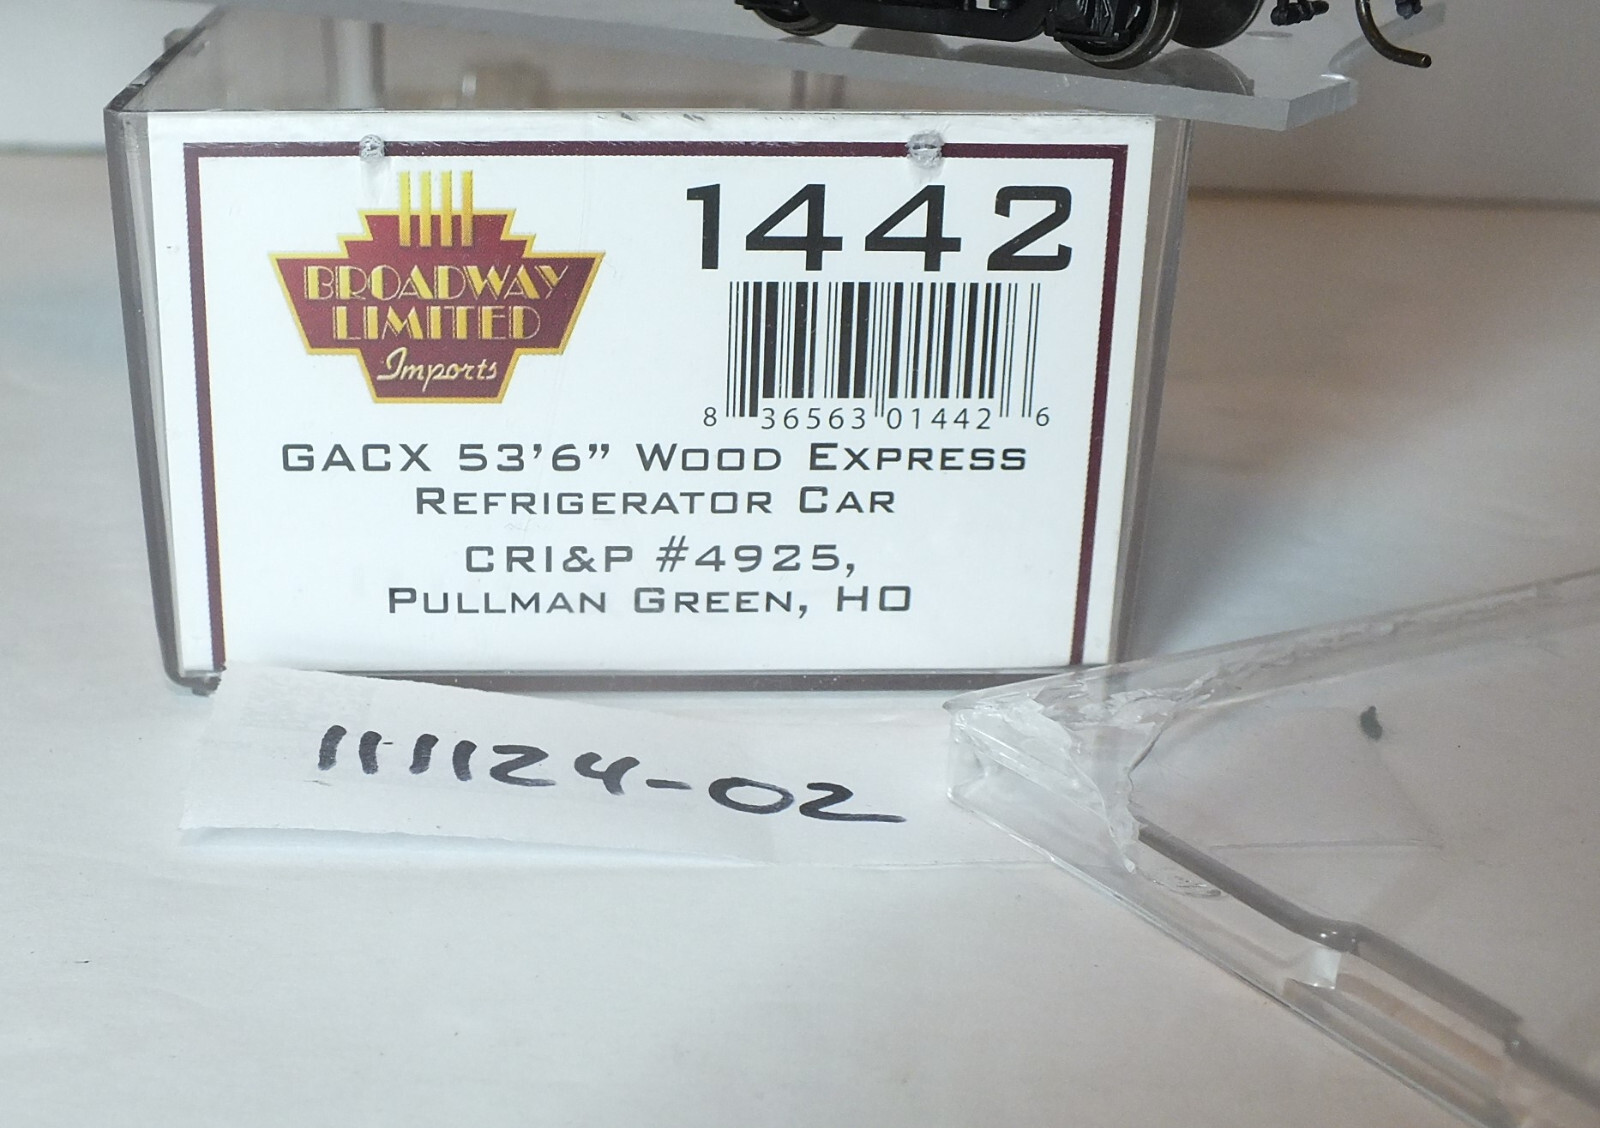 1442
BROADWAY
LIMITED
Imports
8 36563 01442 6
GACX 53'6" WOOD EXPRESS
REFRIGERATOR CAR
CRI&P #4925,
PULLMAN GREEN, HO
111124-02